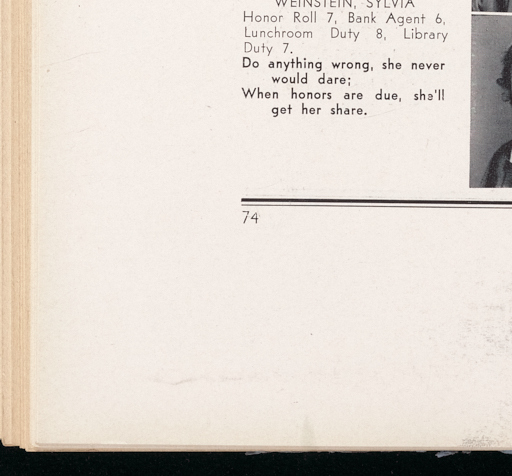 WEINSTEIN, SYLVIA
Honor Roll 7, Bank Agent 6,
Lunchroom Duty 8, Library
Duty 7.
Do anything wrong, she never
would dare;
When honors are due, she'll
get her share.
74